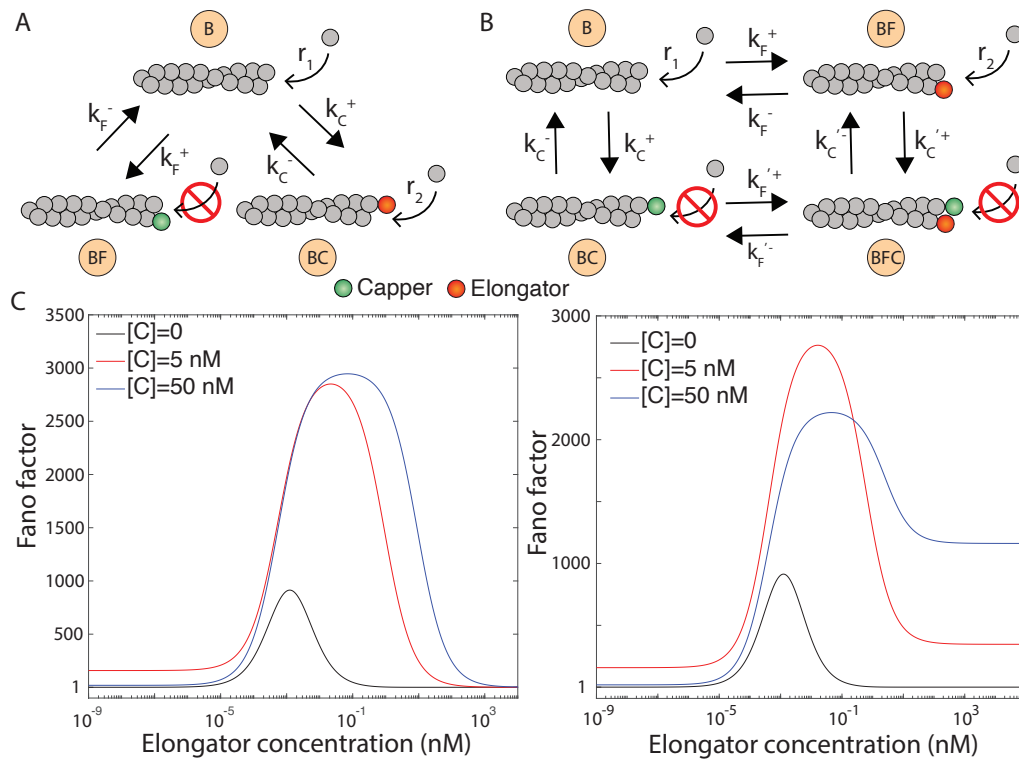 A
B
r1
kF-
kF+
kC+
kC-
r2
BF
BC
B
B
r1
kF+
kF-
BF
r2
kC-
kC+
kC'-
kC'+
kF'+
kF'-
BC
BFC
Capper
Elongator
C
3500
3000
2500
2000
1500
1000
500
1
Fano factor
[C]=0
[C]=5 nM
[C]=50 nM
10-9
10-5
10-1
103
Elongator concentration (nM)
3000
2000
1000
1
Fano factor
[C]=0
[C]=5 nM
[C]=50 nM
10-9
10-5
10-1
103
Elongator concentration (nM)